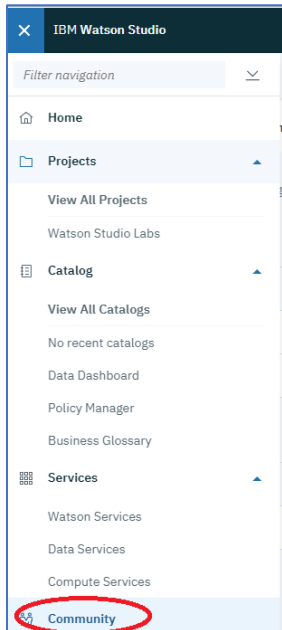 IBM Watson Studio
Filter navigation
Home
Projects
View All Projects
Watson Studio Labs
Catalog
View All Catalogs
No recent catalogs
Data Dashboard
Policy Manager
Business Glossary
Services
Watson Services
Data Services
Compute Services
Community